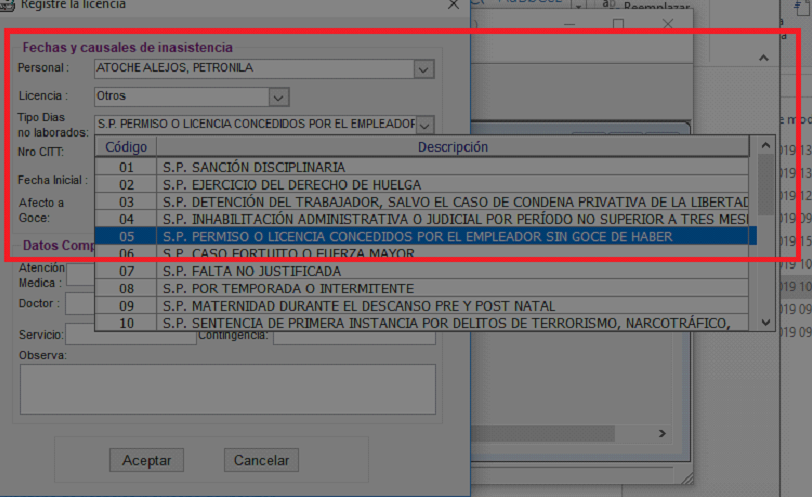 Registre la licencia
Reemplazar
Fechas y causales de inasistencia
Personal :
ATOCHE ALEJOS, PETRONILA
Licencia :
Otros
Tipo Dias
no laborados:
S.P. PERMISO O LICENCIA CONCEDIDOS POR EL EMPLEADOR
Nro CITT:
Código Descripción
01 S.P. SANCIÓN DISCIPLINARIA
Fecha Inicial :
02 S.P. EJERCICIO DEL DERECHO DE HUELGA
Afecto a
Goce:
03 S.P. DETENCIÓN DEL TRABAJADOR, SALVO EL CASO DE CONDENA PRIVATIVA DE LA LIBERTAD
04 S.P. INHABILITACIÓN ADMINISTRATIVA O JUDICIAL POR PERÍODO NO SUPERIOR A TRES MESE
Datos Comp
05 S.P. PERMISO O LICENCIA CONCEDIDOS POR EL EMPLEADOR SIN GOCE DE HABER
06 S.P. CASO FORTUITO O FUERZA MAYOR
Atención
Medica :
07 S.P. FALTA NO JUSTIFICADA
08 S.P. POR TEMPORADA O INTERMITENTE
Doctor :
09 S.P. MATERNIDAD DURANTE EL DESCANSO PRE Y POST NATAL
10 S.P. SENTENCIA DE PRIMERA INSTANCIA POR DELITOS DE TERRORISMO, NARCOTRÁFICO,
Servicio:
Contingencia:
Observa:
Aceptar
Cancelar
e mod
019 13
019 13
019 12
019 09
019 15
019 10
019 10
019 09
019 09